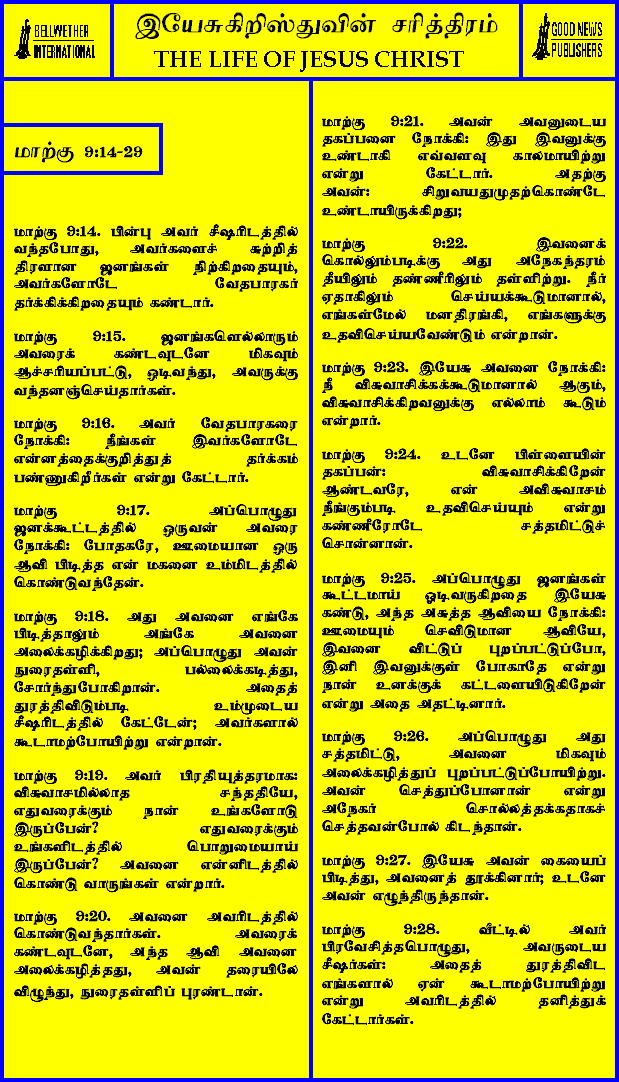 BELLWETHER
INTERNATIONAL
இயேசுகிறிஸ்துவின் சரித்திரம்
THE LIFE OF JESUS CHRIST
GOOD NEWS
PUBLISHERS
மாற்கு 9:14-29
மாற்கு 9:14. பின்பு அவர் சீஷரிடத்தில்
வந்தபோது, அவர்களைச் சுற்றித்
திரளான ஜனங்கள் நிற்கிறதையும்,
அவர்களோடே வேதபாரகர்
தர்க்கிக்கிறதையும் கண்டார்.
மாற்கு 9:15. ஜனங்களெல்லாரும்
அவரைக் கண்டவுடனே மிகவும்
ஆச்சரியப்பட்டு, ஓடிவந்து, அவருக்கு
வந்தனஞ்செய்தார்கள்.
மாற்கு 9:16. அவர் வேதபாரகரை
நோக்கி: நீங்கள் இவர்களோடே
என்னத்தைக்குறித்துத் தர்க்கம்
பண்ணுகிறீர்கள் என்று கேட்டார்.
மாற்கு 9:17. அப்பொழுது
ஜனக்கூட்டத்தில் ஒருவன் அவரை
நோக்கி: போதகரே, ஊமையான ஒரு
ஆவி பிடித்த என் மகனை உம்மிடத்தில்
கொண்டுவந்தேன்.
மாற்கு 9:18. அது அவனை எங்கே
பிடித்தாலும் அங்கே அவனை
அலைக்கழிக்கிறது; அப்பொழுது அவன்
நுரைதள்ளி, பல்லைக்கடித்து,
சோர்ந்துபோகிறான். அதைத்
துரத்திவிடும்படி உம்முடைய
சீஷரிடத்தில் கேட்டேன்; அவர்களால்
கூடாமற்போயிற்று என்றான்.
மாற்கு 9:19. அவர் பிரதியுத்தரமாக:
விசுவாசமில்லாத சந்ததியே,
எதுவரைக்கும் நான் உங்களோடு
இருப்பேன்? எதுவரைக்கும்
உங்களிடத்தில் பொறுமையாய்
இருப்பேன்? அவனை என்னிடத்தில்
கொண்டு வாருங்கள் என்றார்.
மாற்கு 9:20. அவனை அவரிடத்தில்
கொண்டுவந்தார்கள். அவரைக்
கண்டவுடனே, அந்த ஆவி அவனை
அலைக்கழித்தது, அவன் தரையிலே
விழுந்து, நுரைதள்ளிப் புரண்டான்.
மாற்கு 9:21. அவன் அவனுடைய
தகப்பனை நோக்கி: இது இவனுக்கு
உண்டாகி எவ்வளவு காலமாயிற்று
என்று கேட்டார். அதற்கு
அவன்: சிறுவயதுமுதற்கொண்டே
உண்டாயிருக்கிறது;
மாற்கு 9:22. இவனைக்
கொல்லும்படிக்கு அது அநேகந்தரம்
தீயிலும் தண்ணீரிலும் தள்ளிற்று. நீர்
ஏதாகிலும் செய்யக்கூடுமானால்,
எங்கள்மேல் மனதிரங்கி, எங்களுக்கு
உதவிசெய்யவேண்டும் என்றான்.
மாற்கு 9:23. இயேசு அவனை நோக்கி:
நீ விசுவாசிக்கக்கூடுமானால் ஆகும்,
விசுவாசிக்கிறவனுக்கு எல்லாம் கூடும்
என்றார்.
மாற்கு 9:24. உடனே பிள்ளையின்
தகப்பன்: விசுவாசிக்கிறேன்
ஆண்டவரே, என் அவிசுவாசம்
நீங்கும்படி உதவிசெய்யும் என்று
கண்ணீரோடே சத்தமிட்டுச்
சொன்னான்.
மாற்கு 9:25. அப்பொழுது ஜனங்கள்
கூட்டமாய் ஓடிவருகிறதை இயேசு
கண்டு, அந்த அசுத்த ஆவியை நோக்கி:
ஊமையும் செவிடுமான ஆவியே,
இவனை விட்டுப் புறப்பட்டுப்போ,
இனி இவனுக்குள் போகாதே என்று
நான் உனக்குக் கட்டளையிடுகிறேன்
என்று அதை அதட்டினார்.
மாற்கு 9:26. அப்பொழுது அது
சத்தமிட்டு, அவனை மிகவும்
அலைக்கழித்துப் புறப்பட்டுப்போயிற்று.
அவன் செத்துப்போனான் என்று
அநேகர் சொல்லத்தக்கதாகச்
செத்தவன்போல் கிடந்தான்.
மாற்கு 9:27. இயேசு அவன் கையைப்
பிடித்து, அவனைத் தூக்கினார்; உடனே
அவன் எழுந்திருந்தான்.
மாற்கு 9:28. வீட்டில் அவர்
பிரவேசித்தபொழுது, அவருடைய
சீஷர்கள்: அதைத் துரத்திவிட
எங்களால் ஏன் கூடாமற்போயிற்று
என்று அவரிடத்தில் தனித்துக்
கேட்டார்கள்.